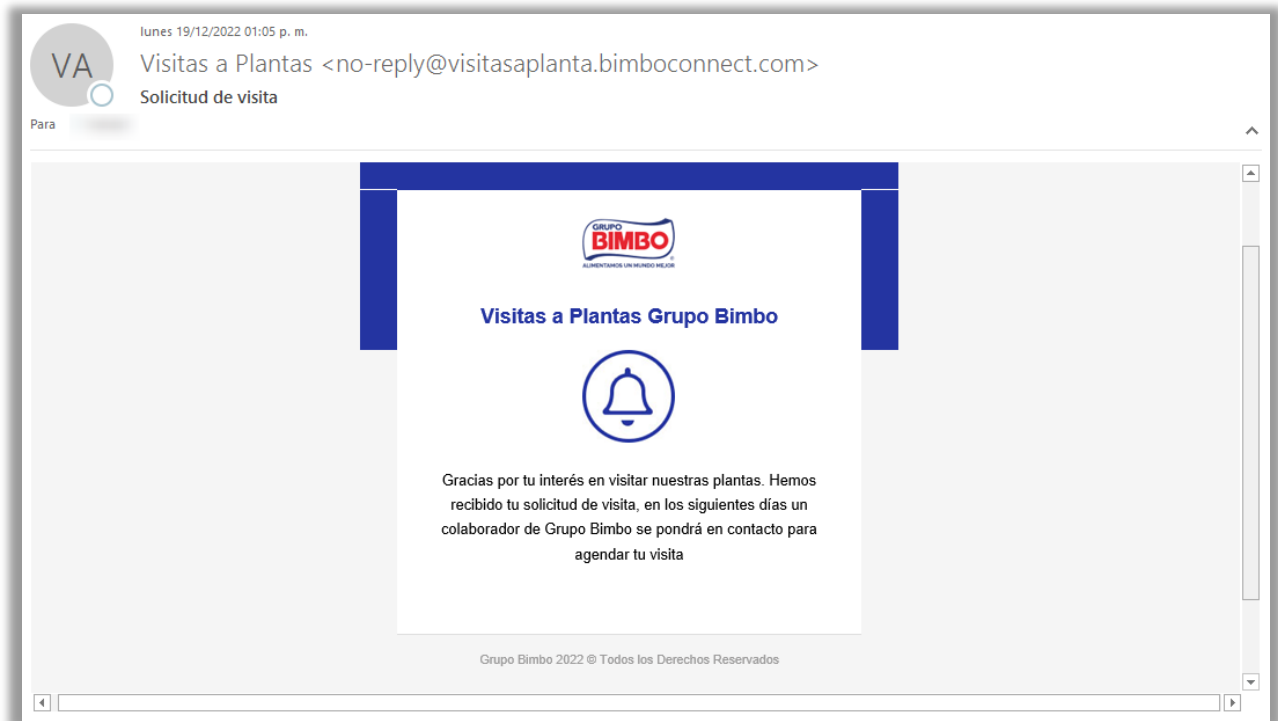 lunes 19/12/2022 01:05 p. m.
VA
Visitas a Plantas <no-reply@visitasaplanta.bimboconnect.com>
Solicitud de visita
Para
GRUPO
BIMBO
ALIMENTAMOS UN MUNDO MEJOR
Visitas a Plantas Grupo Bimbo
Gracias por tu interés en visitar nuestras plantas. Hemos
recibido tu solicitud de visita, en los siguientes días un
colaborador de Grupo Bimbo se pondrá en contacto para
agendar tu visita
Grupo Bimbo 2022 © Todos los Derechos Reservados